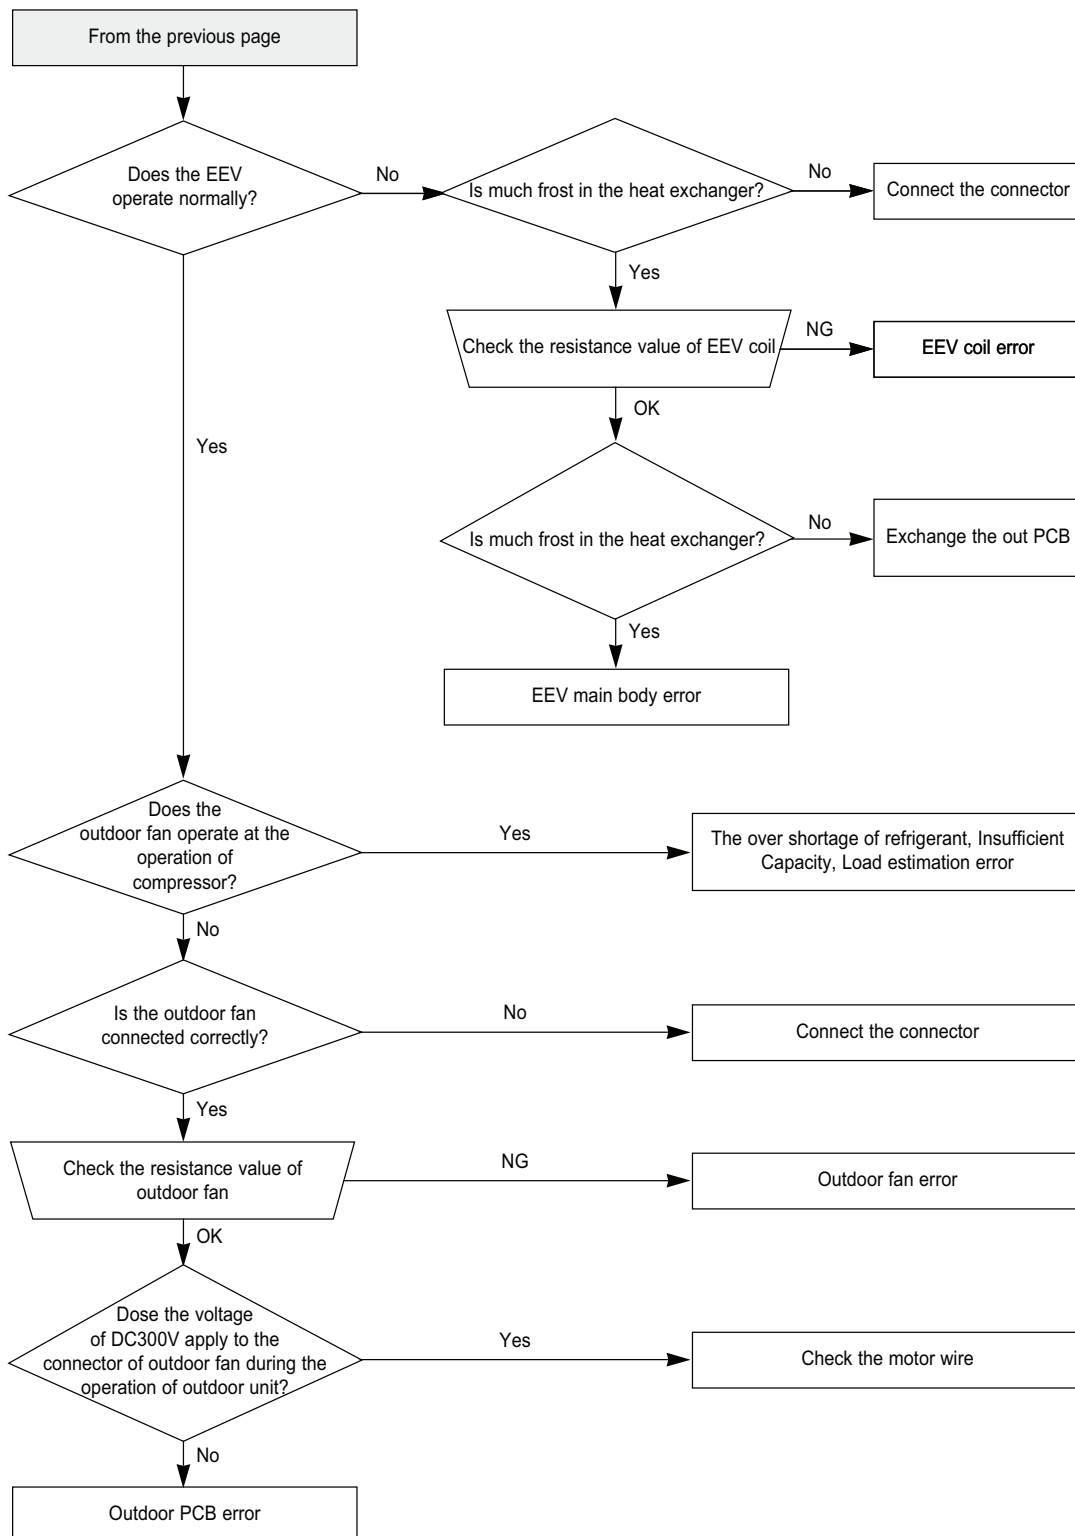 From the previous page
Does the EEV
operate normally?
No
Is much frost in the heat exchanger?
No
Connect the connector
Yes
Check the resistance value of EEV coil
NG
EEV coil error
OK
Yes
Is much frost in the heat exchanger?
No
Exchange the out PCB
Yes
EEV main body error
Does the
outdoor fan operate at the
operation of
compressor?
Yes
The over shortage of refrigerant, Insufficient
Capacity, Load estimation error
No
Is the outdoor fan
connected correctly?
No
Connect the connector
Yes
Check the resistance value of
outdoor fan
NG
Outdoor fan error
OK
Dose the voltage
of DC300V apply to the
connector of outdoor fan during the
operation of outdoor unit?
Yes
Check the motor wire
No
Outdoor PCB error